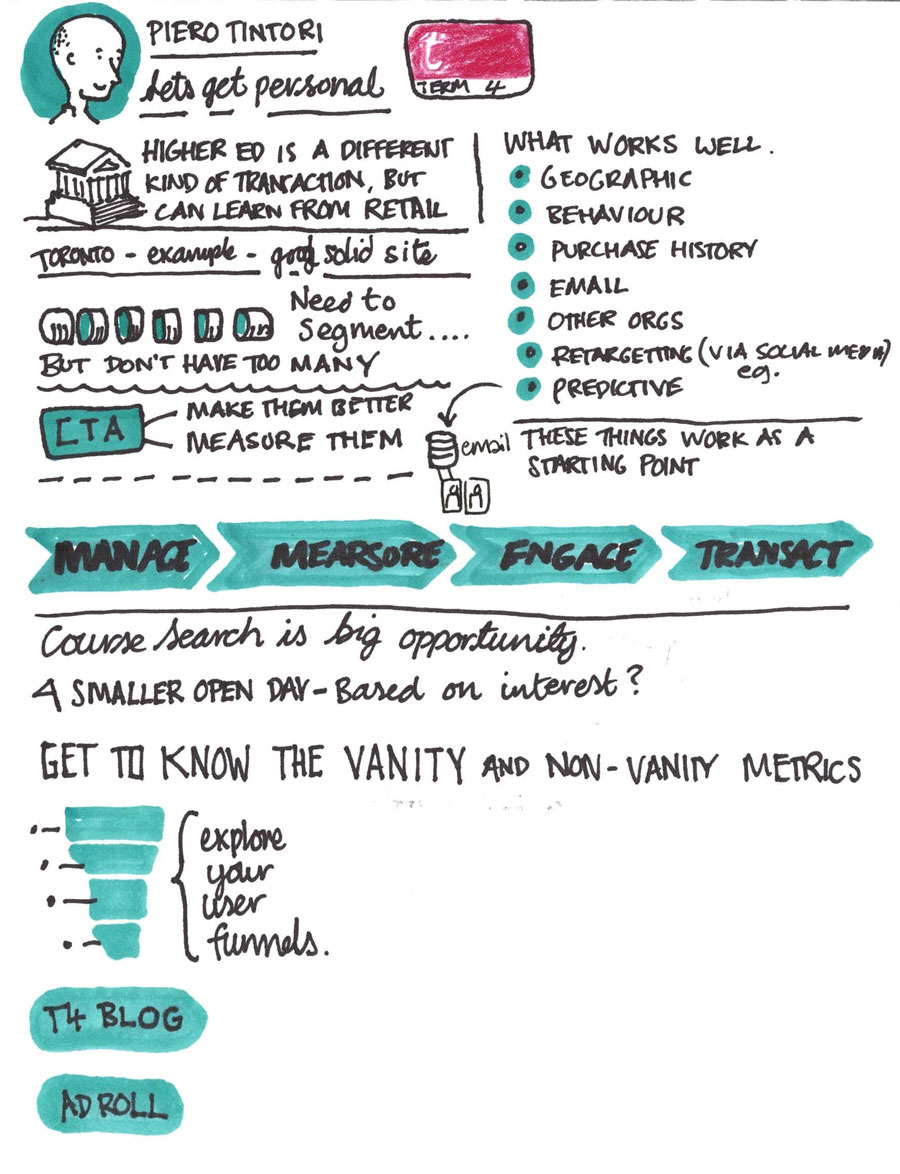 PIERO TINTORI
Lets get personal
t
TERM 4
HIGHER ED IS A DIFFERENT
KIND OF TRANSACTION, BUT
CAN LEARN FROM RETAIL
TORONTO - example - good solid site
Need to
Segment....
BUT DON'T HAVE TOO MANY
CTA
MAKE THEM BETTER
MEASURE THEM
WHAT WORKS WELL.
GEOGRAPHIC
BEHAVIOUR
PURCHASE HISTORY
EMAIL
OTHER ORGS
RETARGETTING (VIA SOCIAL MEDIA)
eg.
PREDICTIVE
email
THESE THINGS WORK AS A
STARTING POINT
MANAGE MEARSURE ENGAGE TRANSACT
Course search is big opportunity.
A SMALLER OPEN DAY - Based on interest?
GET TO KNOW THE VANITY AND NON-VANITY METRICS
explore
your
user
funnels.
T4 BLOG
AD ROLL